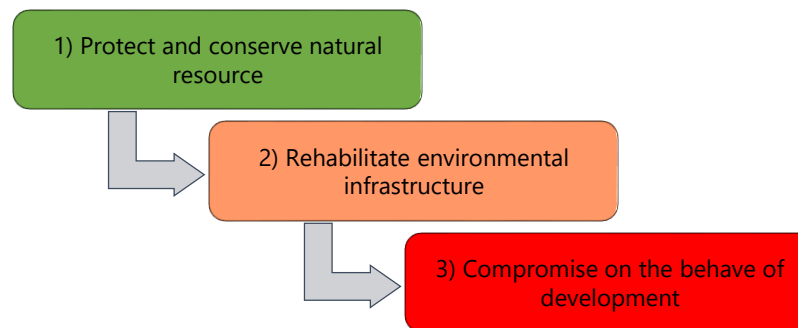 1) Protect and conserve natural
resource
2) Rehabilitate environmental
infrastructure
3) Compromise on the behave of
development